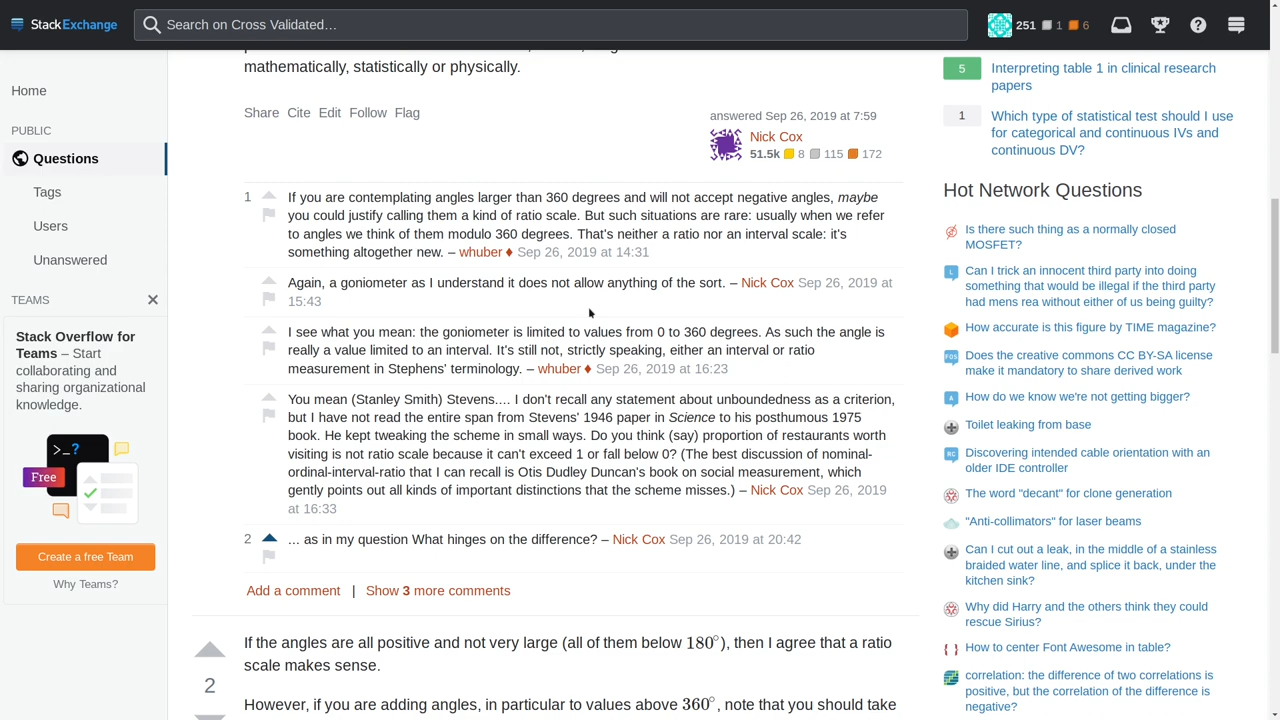 StackExchange
Search on Cross Validated…
251 1 6
Home
PUBLIC
Questions
Tags
Users
Unanswered
TEAMS
Stack Overflow for
Teams – Start
collaborating and
sharing organizational
knowledge.
>_?
Free
Create a free Team
Why Teams?
mathematically, statistically or physically.
Share Cite Edit Follow Flag
answered Sep 26, 2019 at 7:59
Nick Cox
51.5k 8 115 172
1
If you are contemplating angles larger than 360 degrees and will not accept negative angles, maybe
you could justify calling them a kind of ratio scale. But such situations are rare: usually when we refer
to angles we think of them modulo 360 degrees. That's neither a ratio nor an interval scale: it's
something altogether new. – whuber ♦ Sep 26, 2019 at 14:31
Again, a goniometer as I understand it does not allow anything of the sort. – Nick Cox Sep 26, 2019 at
15:43
I see what you mean: the goniometer is limited to values from 0 to 360 degrees. As such the angle is
really a value limited to an interval. It's still not, strictly speaking, either an interval or ratio
measurement in Stephens' terminology. – whuber ♦ Sep 26, 2019 at 16:23
You mean (Stanley Smith) Stevens.... I don't recall any statement about unboundedness as a criterion,
but I have not read the entire span from Stevens' 1946 paper in Science to his posthumous 1975
book. He kept tweaking the scheme in small ways. Do you think (say) proportion of restaurants worth
visiting is not ratio scale because it can't exceed 1 or fall below 0? (The best discussion of nominal-
ordinal-interval-ratio that I can recall is Otis Dudley Duncan's book on social measurement, which
gently points out all kinds of important distinctions that the scheme misses.) – Nick Cox Sep 26, 2019
at 16:33
2
... as in my question What hinges on the difference? – Nick Cox Sep 26, 2019 at 20:42
Add a comment | Show 3 more comments
If the angles are all positive and not very large (all of them below 180°), then I agree that a ratio
scale makes sense.
2
However, if you are adding angles, in particular to values above 360°, note that you should take
5
Interpreting table 1 in clinical research
papers
1
Which type of statistical test should I use
for categorical and continuous IVs and
continuous DV?
Hot Network Questions
Is there such thing as a normally closed
MOSFET?
Can I trick an innocent third party into doing
something that would be illegal if the third party
had mens rea without either of us being guilty?
How accurate is this figure by TIME magazine?
Does the creative commons CC BY-SA license
make it mandatory to share derived work
How do we know we're not getting bigger?
Toilet leaking from base
Discovering intended cable orientation with an
older IDE controller
The word "decant" for clone generation
"Anti-collimators" for laser beams
Can I cut out a leak, in the middle of a stainless
braided water line, and splice it back, under the
kitchen sink?
Why did Harry and the others think they could
rescue Sirius?
How to center Font Awesome in table?
correlation: the difference of two correlations is
positive, but the correlation of the difference is
negative?